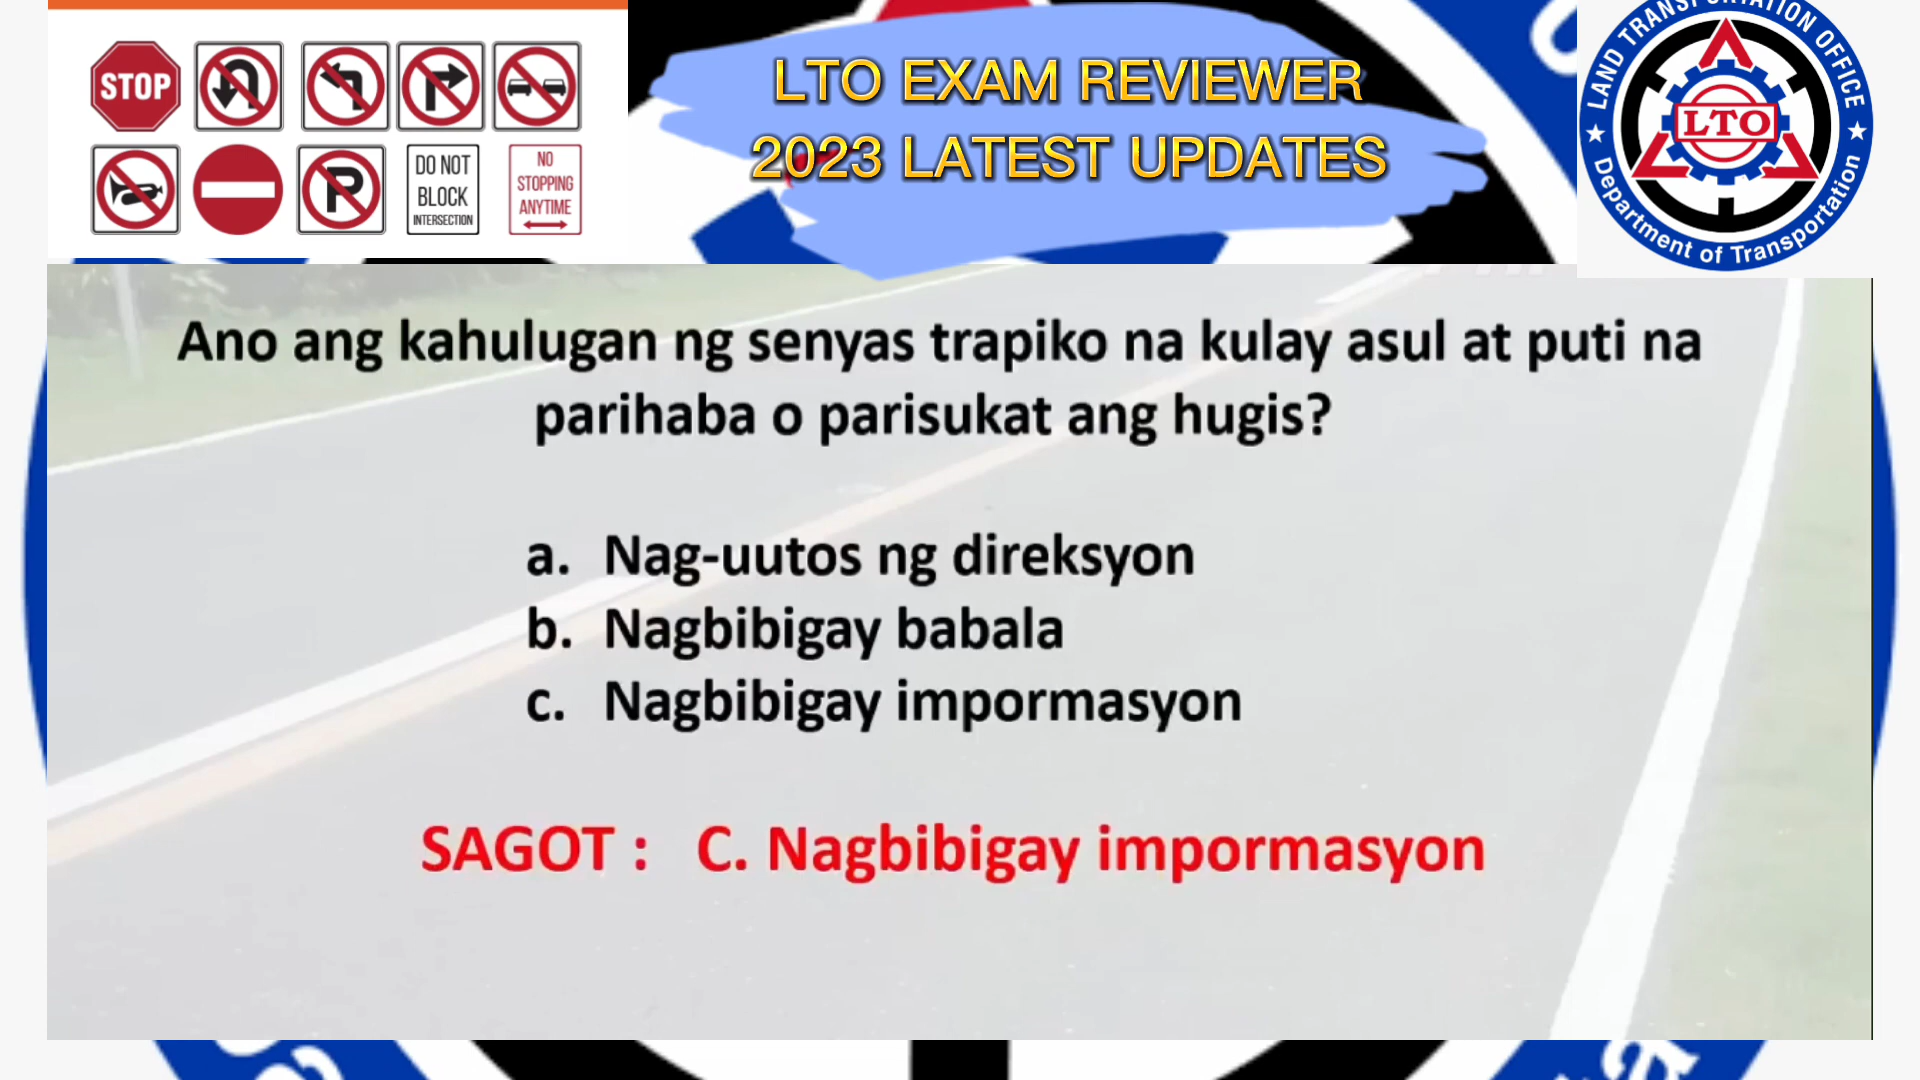 STOP
DO NOT
BLOCK
INTERSECTION
NO
STOPPING
ANYTIME
P
LTO EXAM REVIEWER
2023 LATEST UPDATES
LAND TRANSPORTATION OFFICE
LTO
Department of Transportation
Ano ang kahulugan ng senyas trapiko na kulay asul at puti na
parihaba o parisukat ang hugis?
a. Nag-uutos ng direksyon
b. Nagbibigay babala
c. Nagbibigay impormasyon
SAGOT : C. Nagbibigay impormasyon